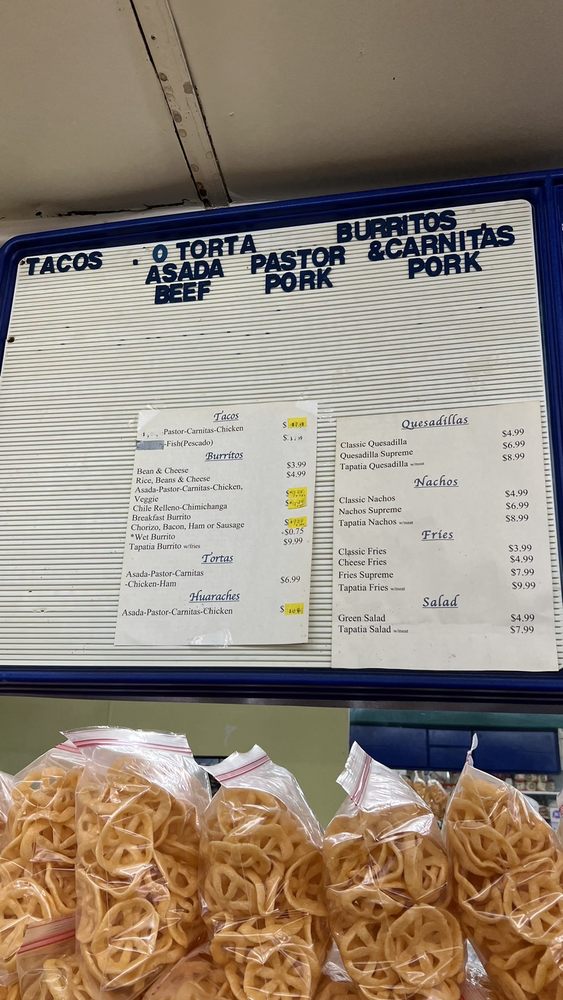 TACOS
TORTA
BURRITOS
ASADA
BEEF
PASTOR
PORK
&CARNITAS
PORK
Tacos
-Pastor-Carnitas-Chicken $
-Fish(Pescado) $
Burritos
Bean & Cheese $3.99
Rice, Beans & Cheese $4.99
Asada-Pastor-Carnitas-Chicken,
Veggie
Chile Relleno-Chimichanga
Breakfast Burrito
Chorizo, Bacon, Ham or Sausage
*Wet Burrito -$0.75
Tapatia Burrito w/fries $9.99
Tortas
Asada-Pastor-Carnitas
-Chicken-Ham $6.99
Huaraches
Asada-Pastor-Carnitas-Chicken $
Quesadillas
Classic Quesadilla $4.99
Quesadilla Supreme $6.99
Tapatia Quesadilla w/meat $8.99
Nachos
Classic Nachos $4.99
Nachos Supreme $6.99
Tapatia Nachos w/meat $8.99
Fries
Classic Fries $3.99
Cheese Fries $4.99
Fries Supreme $7.99
Tapatia Fries w/meat $9.99
Salad
Green Salad $4.99
Tapatia Salad w/meat $7.99